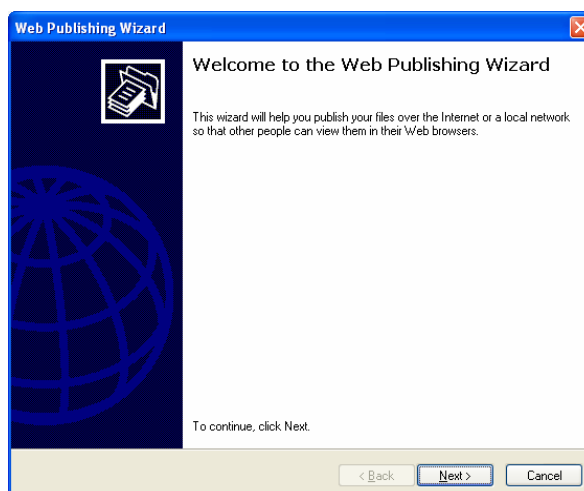 Web Publishing Wizard
Welcome to the Web Publishing Wizard
This wizard will help you publish your files over the Internet or a local network
so that other people can view them in their Web browsers.
To continue, click Next.
< Back Next > Cancel